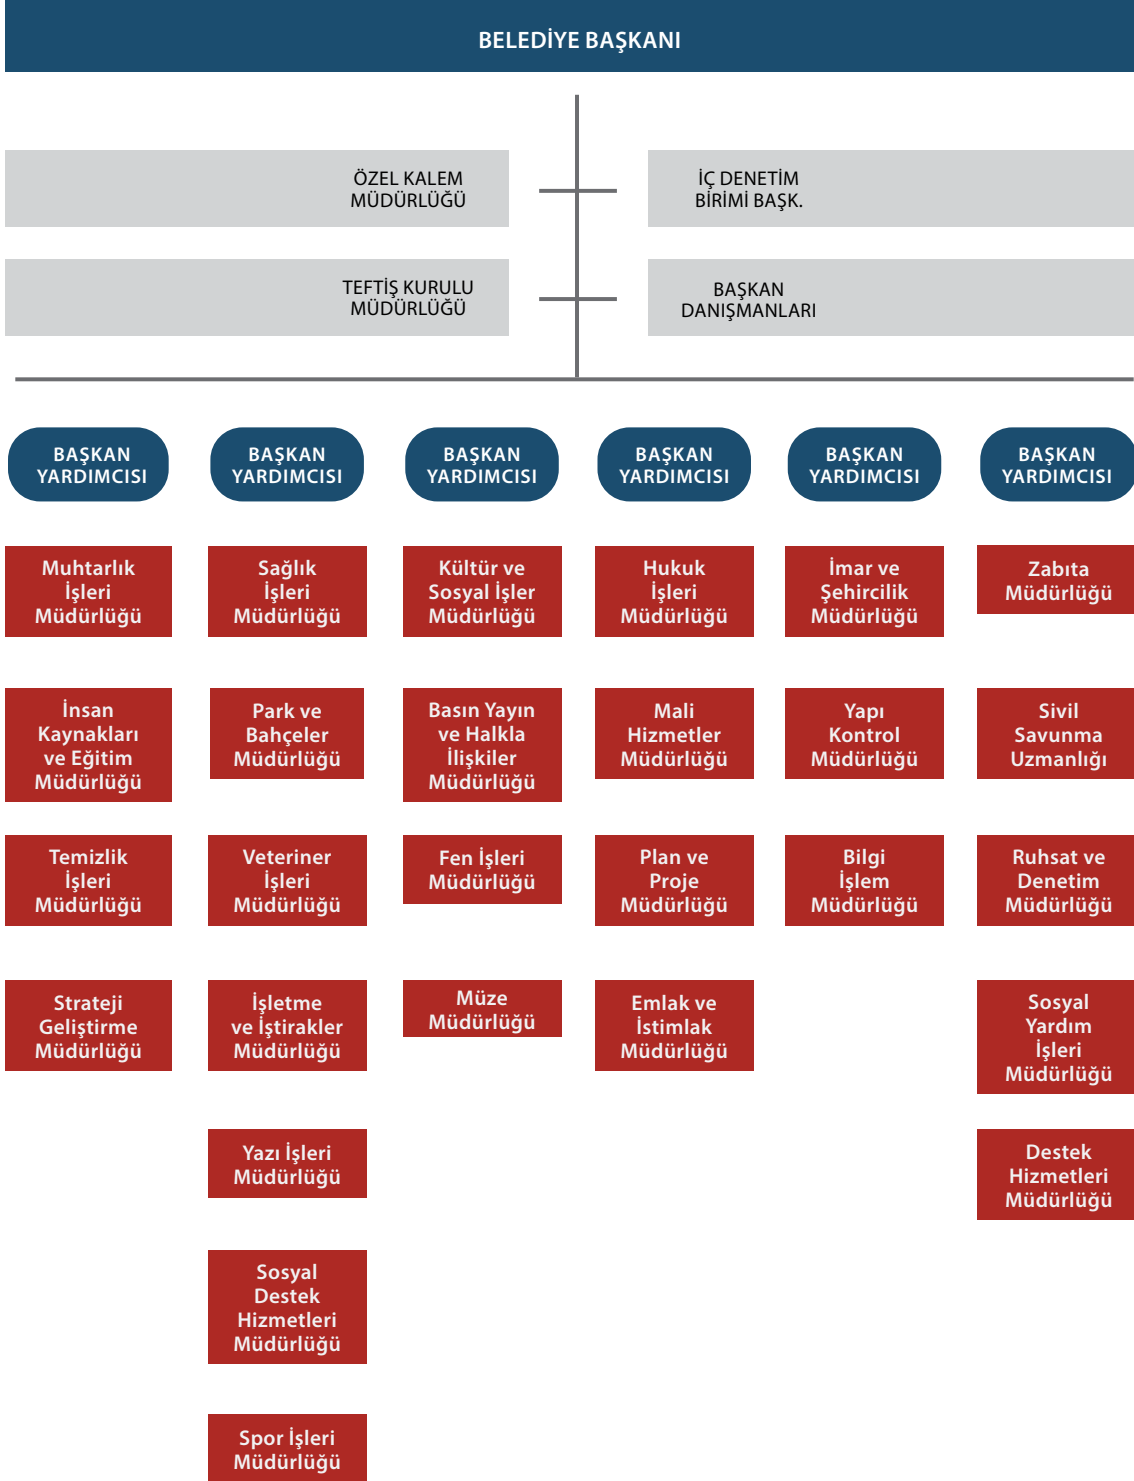 BELEDİYE BAŞKANI
ÖZEL KALEM
MÜDÜRLÜĞÜ
İÇ DENETİM
BİRİMİ BAŞK.
TEFTİŞ KURULU
MÜDÜRLÜĞÜ
BAŞKAN
DANIŞMANLARI
BAŞKAN
YARDIMCISI
BAŞKAN
YARDIMCISI
BAŞKAN
YARDIMCISI
BAŞKAN
YARDIMCISI
BAŞKAN
YARDIMCISI
BAŞKAN
YARDIMCISI
Muhtarlık
İşleri
Müdürlüğü
Sağlık
İşleri
Müdürlüğü
Kültür ve
Sosyal İşler
Müdürlüğü
Hukuk
İşleri
Müdürlüğü
İmar ve
Şehircilik
Müdürlüğü
Zabıta
Müdürlüğü
İnsan
Kaynakları
ve Eğitim
Müdürlüğü
Park ve
Bahçeler
Müdürlüğü
Basın Yayın
ve Halkla
İlişkiler
Müdürlüğü
Mali
Hizmetler
Müdürlüğü
Yapı
Kontrol
Müdürlüğü
Sivil
Savunma
Uzmanlığı
Temizlik
İşleri
Müdürlüğü
Veteriner
İşleri
Müdürlüğü
Fen İşleri
Müdürlüğü
Plan ve
Proje
Müdürlüğü
Bilgi
İşlem
Müdürlüğü
Ruhsat ve
Denetim
Müdürlüğü
Strateji
Geliştirme
Müdürlüğü
İşletme
ve İştirakler
Müdürlüğü
Müze
Müdürlüğü
Emlak ve
İstimlak
Müdürlüğü
Sosyal
Yardım
İşleri
Müdürlüğü
Yazı İşleri
Müdürlüğü
Destek
Hizmetleri
Müdürlüğü
Sosyal
Destek
Hizmetleri
Müdürlüğü
Spor İşleri
Müdürlüğü